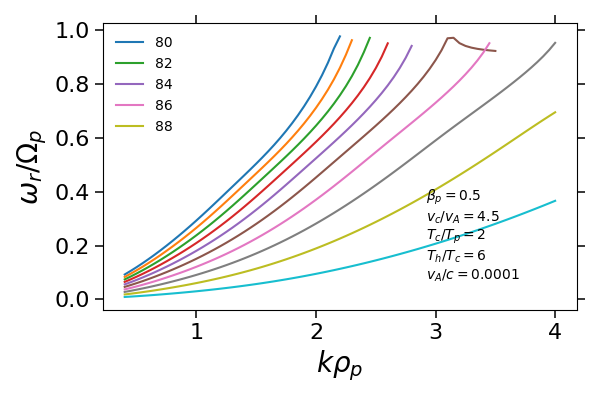 80
82
84
86
88
β_p = 0.5
v_c/v_A = 4.5
T_c/T_p = 2
T_h/T_c = 6
v_A/c = 0.0001
ω_r/Ω_p
1.0
0.8
0.6
0.4
0.2
0.0
1
2
3
4
kρ_p